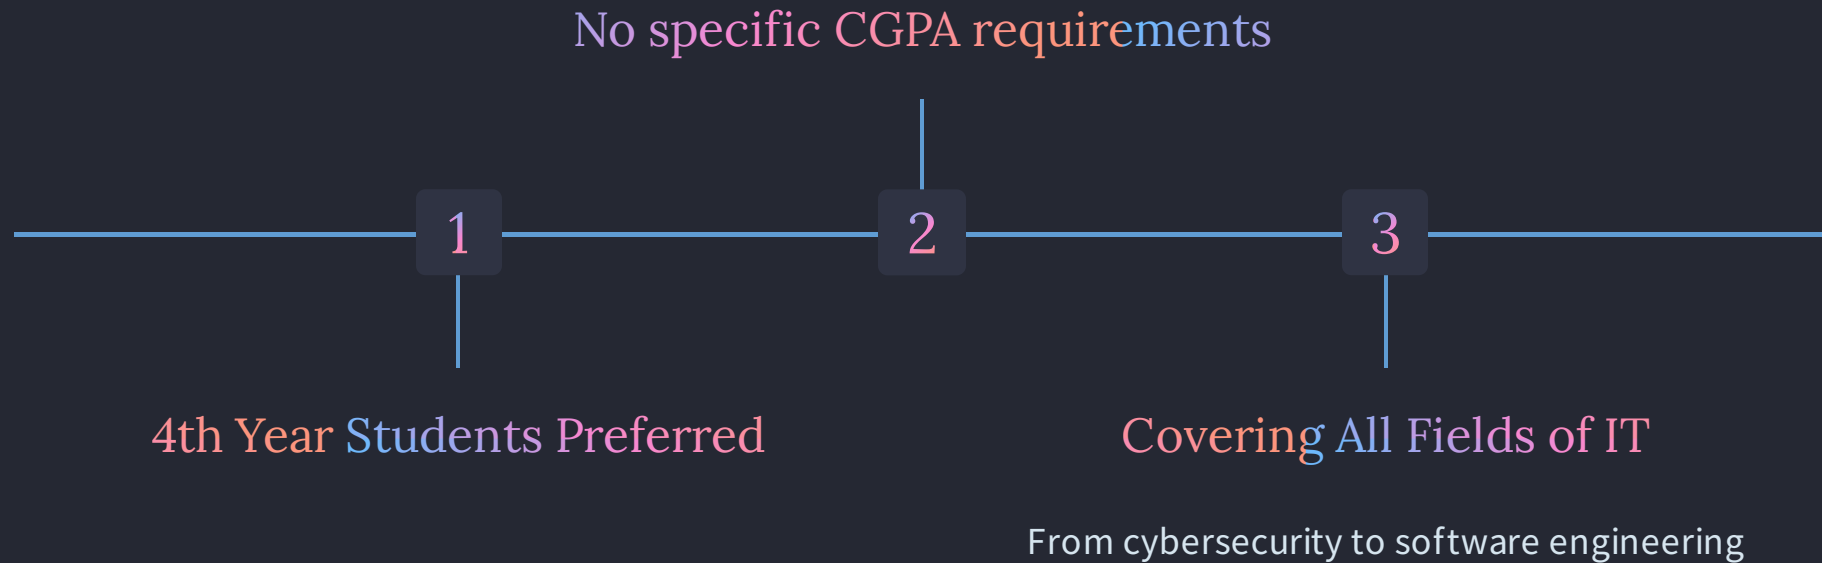 No specific CGPA requirements
1
2
3
4th Year Students Preferred
Covering All Fields of IT
From cybersecurity to software engineering